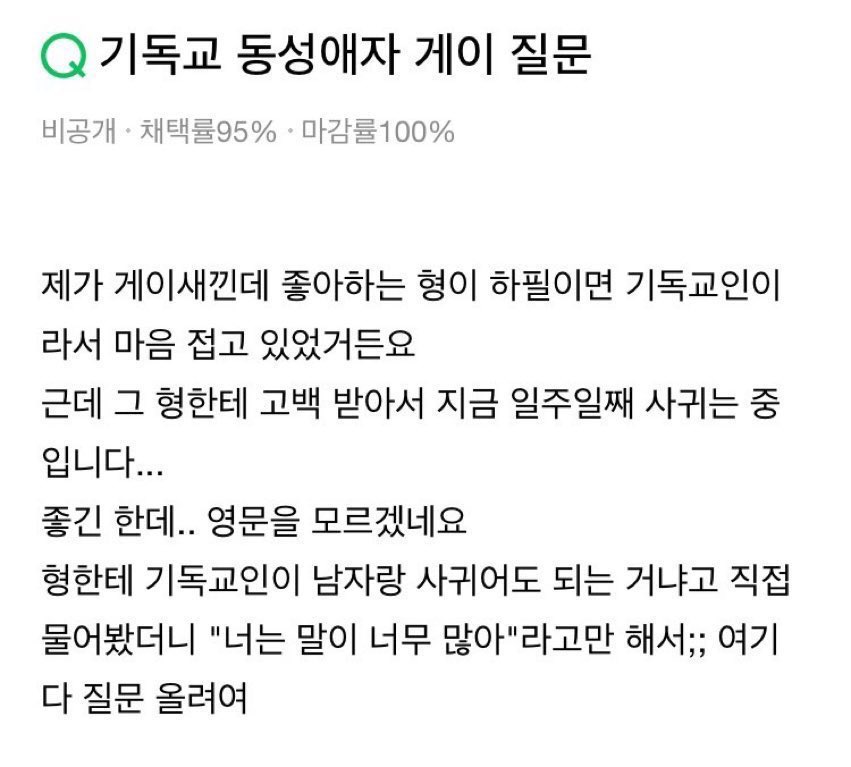 기독교 동성애자 게이 질문
비공개 · 채택률95% · 마감률100%
제가 게이새낀데 좋아하는 형이 하필이면 기독교인이
라서 마음 접고 있었거든요
근데 그 형한테 고백 받아서 지금 일주일째 사귀는 중
입니다...
좋긴 한데.. 영문을 모르겠네요
형한테 기독교인이 남자랑 사귀어도 되는 거냐고 직접
물어봤더니 "너는 말이 너무 많아"라고만 해서;; 여기
다 질문 올려여